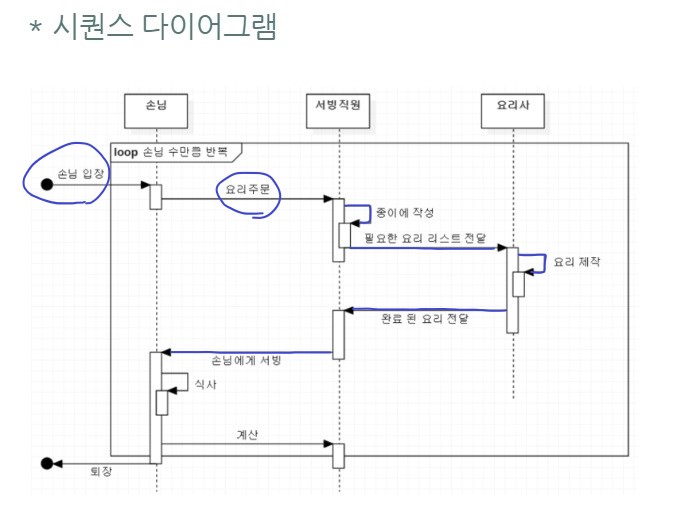 * 시퀀스 다이어그램
손님
서빙직원
요리사
loop 손님 수만큼 반복
손님 입장
요리주문
종이에 작성
필요한 요리 리스트 전달
요리 제작
완료 된 요리 전달
손님에게 서빙
식사
계산
퇴장